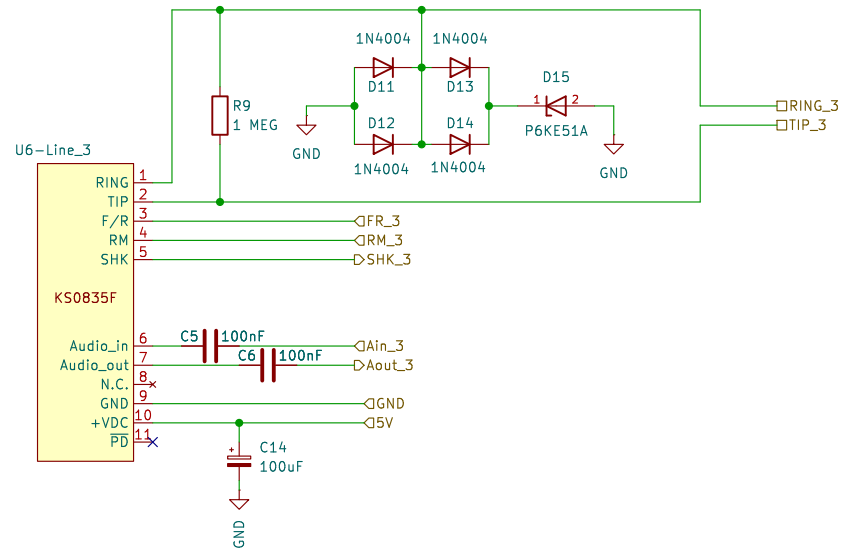 1N4004
1N4004
D11
D13
D15
1
2
P6KE51A
R9
1 MEG
RING_3
TIP_3
D12
D14
1N4004
1N4004
GND
GND
U6-Line_3
RING 1
TIP 2
F/R 3
FR_3
RM 4
RM_3
SHK 5
SHK_3
KS0835F
Audio_in 6
C5 100nF
Ain_3
Audio_out 7
C6 100nF
Aout_3
N.C. 8
GND 9
GND
+VDC 10
5V
PD 11
+
C14
100uF
GND